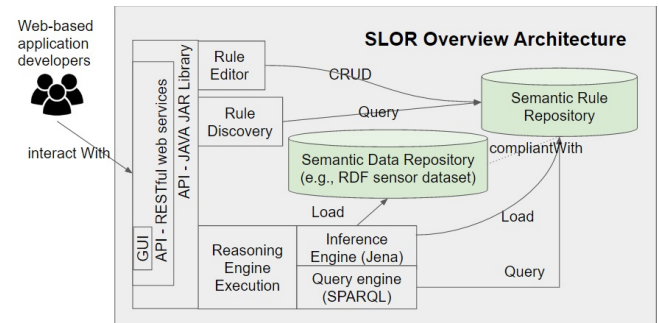 Web-based
application
developers
SLOR Overview Architecture
interact With
GUI
API - RESTful web services
API - JAVA JAR Library
Rule
Editor
CRUD
Rule
Discovery
Query
Semantic Rule
Repository
Semantic Data Repository
(e.g., RDF sensor dataset)
compliantWith
Load
Load
Reasoning
Engine
Execution
Inference
Engine (Jena)
Query engine
(SPARQL)
Query